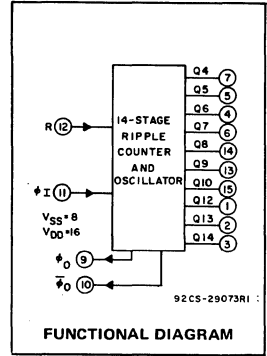 Q4 7
Q5 5
Q6 4
Q7 6
Q8 14
Q9 13
Q10 15
Q12 1
Q13 2
Q14 3
R 12
14-STAGE
RIPPLE
COUNTER
AND
OSCILLATOR
ΦI 11
VSS=8
VDD=16
ΦO 9
Φ̅O 10
92CS-29073R1
FUNCTIONAL DIAGRAM